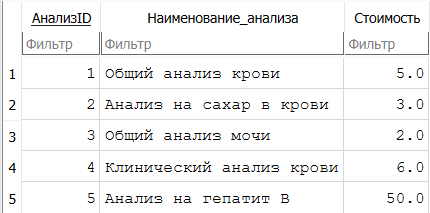 АнализID Наименование_анализа Стоимость
Фильтр Фильтр Фильтр
1 1 Общий анализ крови 5.0
2 2 Анализ на сахар в крови 3.0
3 3 Общий анализ мочи 2.0
4 4 Клинический анализ крови 6.0
5 5 Анализ на гепатит В 50.0